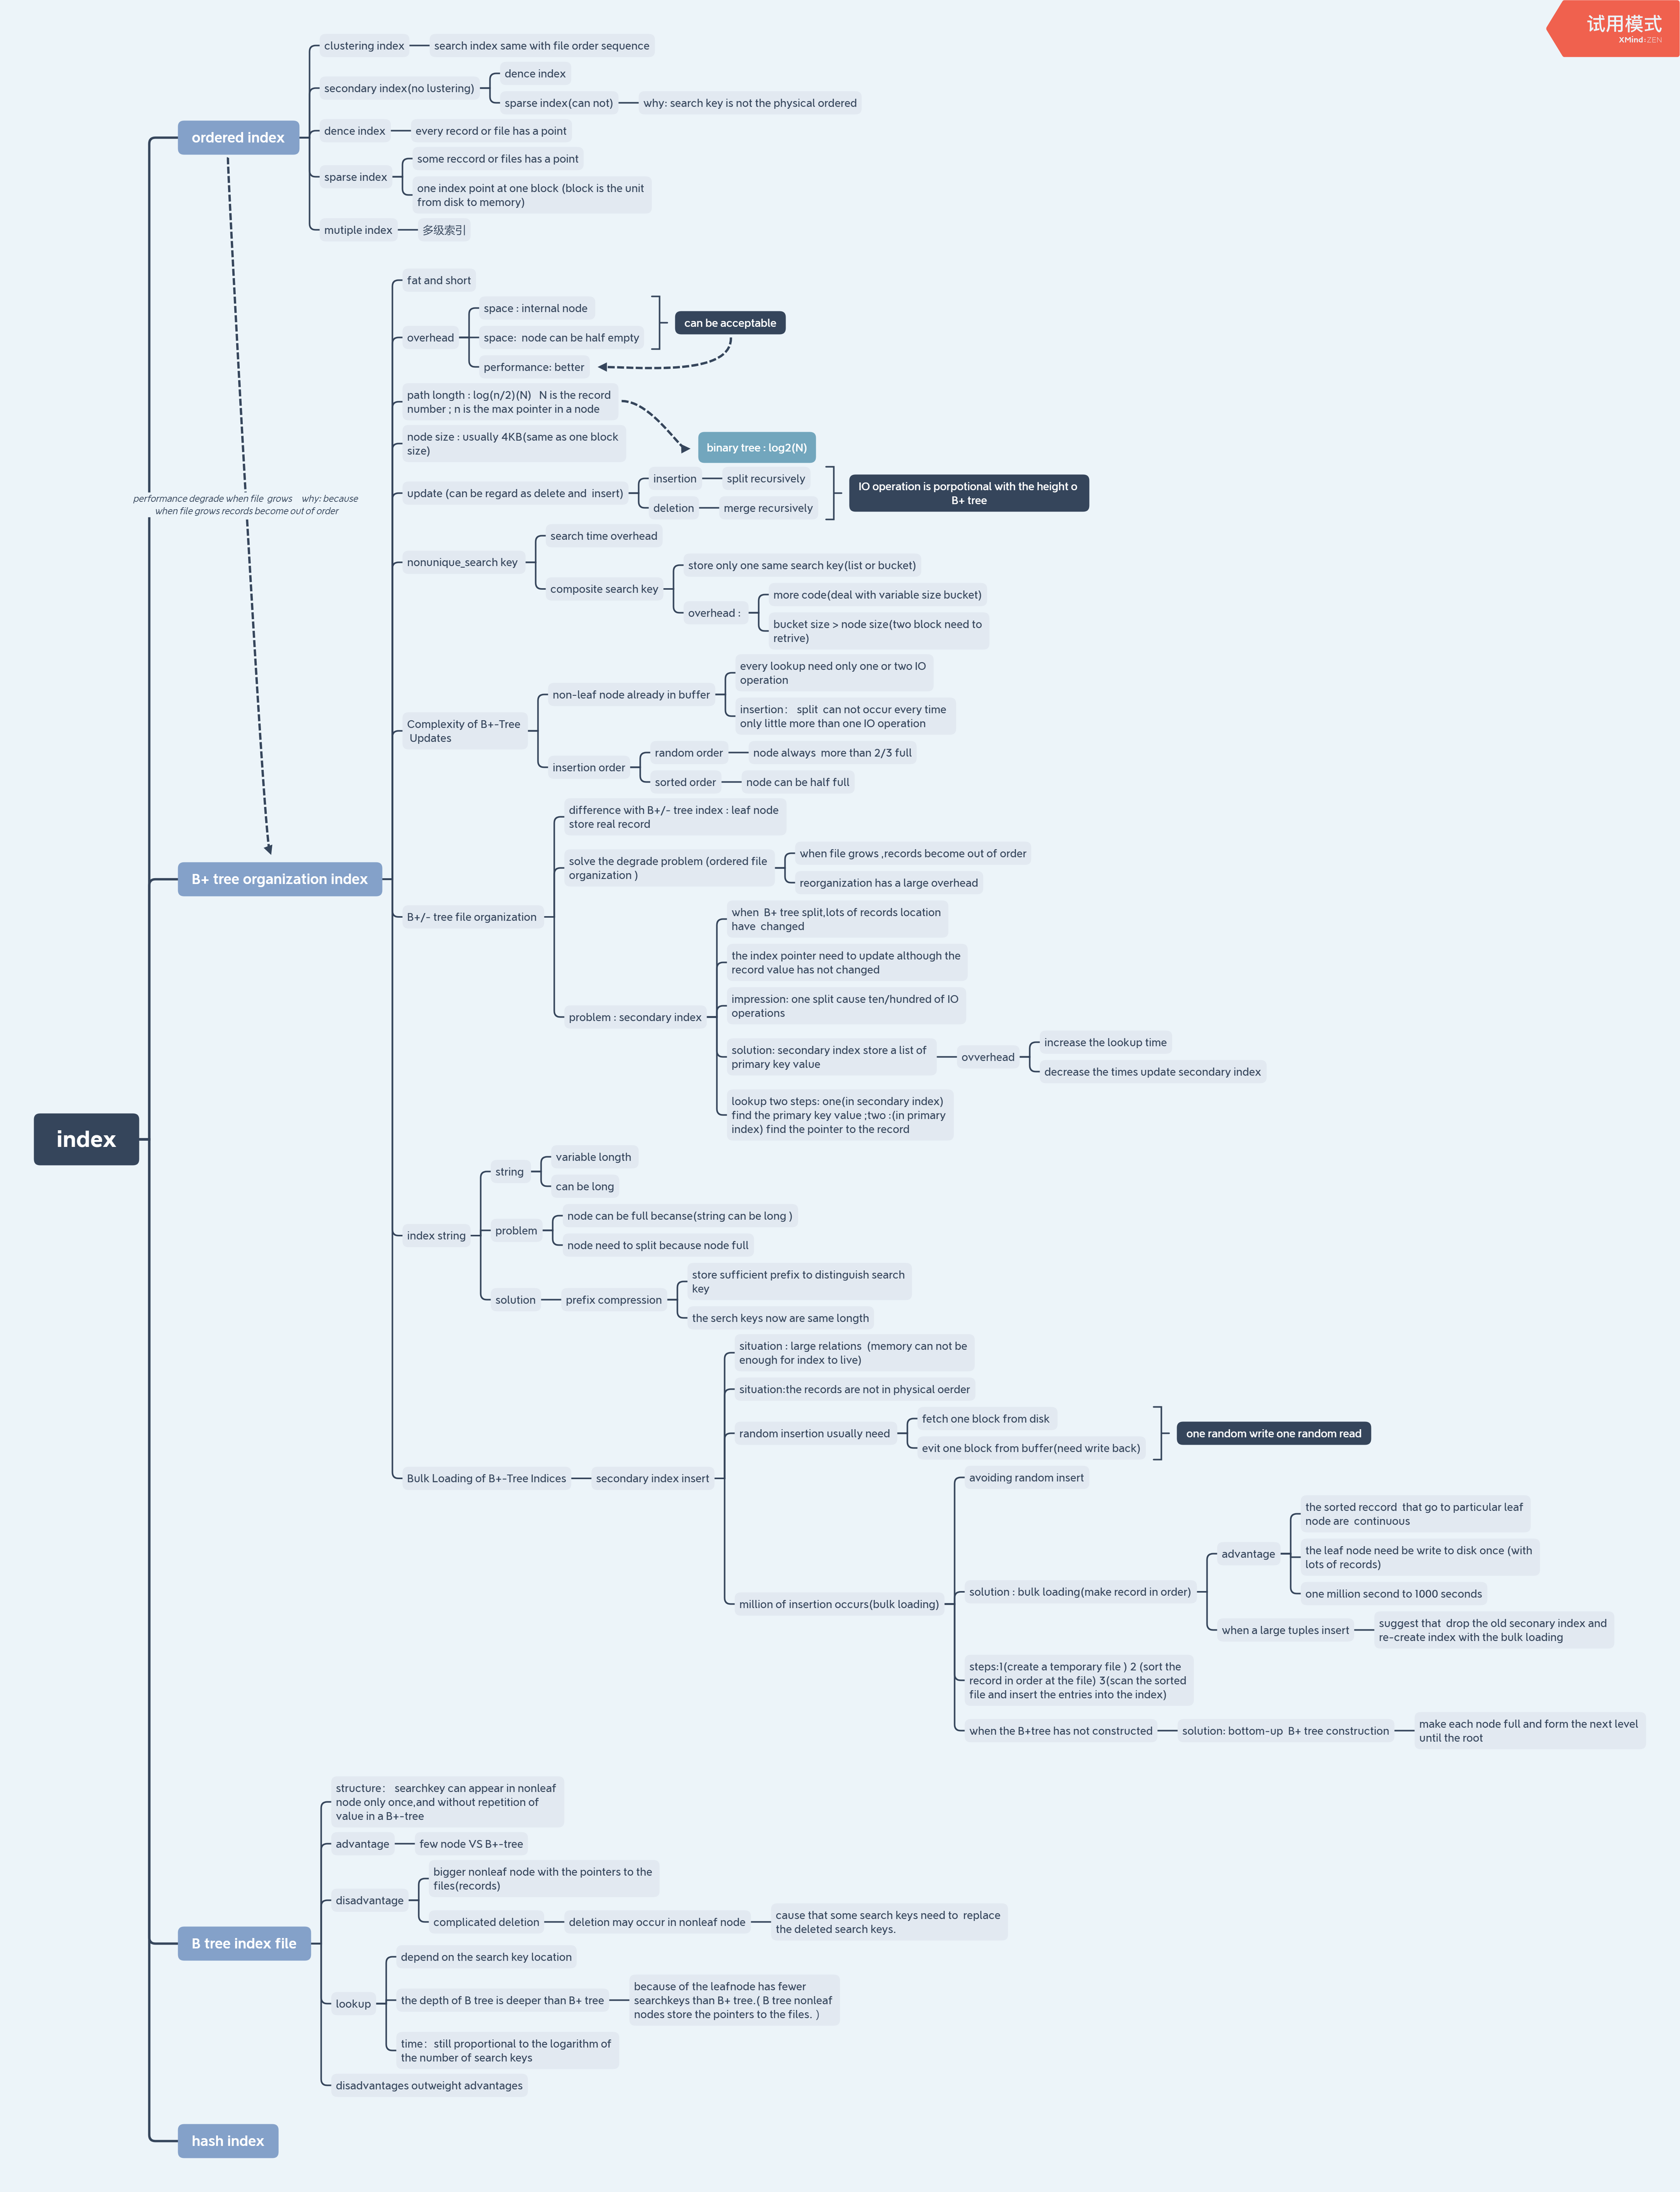 试用模式
XMind:ZEN
index
ordered index
clustering index
search index same with file order sequence
secondary index(no lustering)
dence index
sparse index(can not)
why: search key is not the physical ordered
dence index
every record or file has a point
sparse index
some reccord or files has a point
one index point at one block (block is the unit
from disk to memory)
mutiple index
多级索引
performance degrade when file grows why: because
when file grows records become out of order
B+ tree organization index
fat and short
overhead
space : internal node
space: node can be half empty
performance: better
can be acceptable
path length : log(n/2)(N) N is the record
number ; n is the max pointer in a node
binary tree : log2(N)
node size : usually 4KB(same as one block
size)
update (can be regard as delete and insert)
insertion
split recursively
deletion
merge recursively
IO operation is porpotional with the height o
B+ tree
nonunique_search key
search time overhead
composite search key
store only one same search key(list or bucket)
overhead :
more code(deal with variable size bucket)
bucket size > node size(two block need to
retrive)
Complexity of B+-Tree
Updates
non-leaf node already in buffer
every lookup need only one or two IO
operation
insertion： split can not occur every time
only little more than one IO operation
insertion order
random order
node always more than 2/3 full
sorted order
node can be half full
B+/- tree file organization
difference with B+/- tree index : leaf node
store real record
solve the degrade problem (ordered file
organization )
when file grows ,records become out of order
reorganization has a large overhead
problem : secondary index
when B+ tree split,lots of records location
have changed
the index pointer need to update although the
record value has not changed
impression: one split cause ten/hundred of IO
operations
solution: secondary index store a list of
primary key value
ovverhead
increase the lookup time
decrease the times update secondary index
lookup two steps: one(in secondary index)
find the primary key value ;two :(in primary
index) find the pointer to the record
index string
string
variable length
can be long
problem
node can be full becanse(string can be long )
node need to split because node full
solution
prefix compression
store sufficient prefix to distinguish search
key
the serch keys now are same length
Bulk Loading of B+-Tree Indices
secondary index insert
situation : large relations (memory can not be
enough for index to live)
situation:the records are not in physical oerder
random insertion usually need
fetch one block from disk
evit one block from buffer(need write back)
one random write one random read
million of insertion occurs(bulk loading)
avoiding random insert
solution : bulk loading(make record in order)
advantage
the sorted reccord that go to particular leaf
node are continuous
the leaf node need be write to disk once (with
lots of records)
one million second to 1000 seconds
when a large tuples insert
suggest that drop the old seconary index and
re-create index with the bulk loading
steps:1(create a temporary file ) 2 (sort the
record in order at the file) 3(scan the sorted
file and insert the entries into the index)
when the B+tree has not constructed
solution: bottom-up B+ tree construction
make each node full and form the next level
until the root
B tree index file
structure： searchkey can appear in nonleaf
node only once,and without repetition of
value in a B+-tree
advantage
few node VS B+-tree
disadvantage
bigger nonleaf node with the pointers to the
files(records)
complicated deletion
deletion may occur in nonleaf node
cause that some search keys need to replace
the deleted search keys.
lookup
depend on the search key location
the depth of B tree is deeper than B+ tree
because of the leafnode has fewer
searchkeys than B+ tree.( B tree nonleaf
nodes store the pointers to the files. ）
time：still proportional to the logarithm of
the number of search keys
disadvantages outweight advantages
hash index